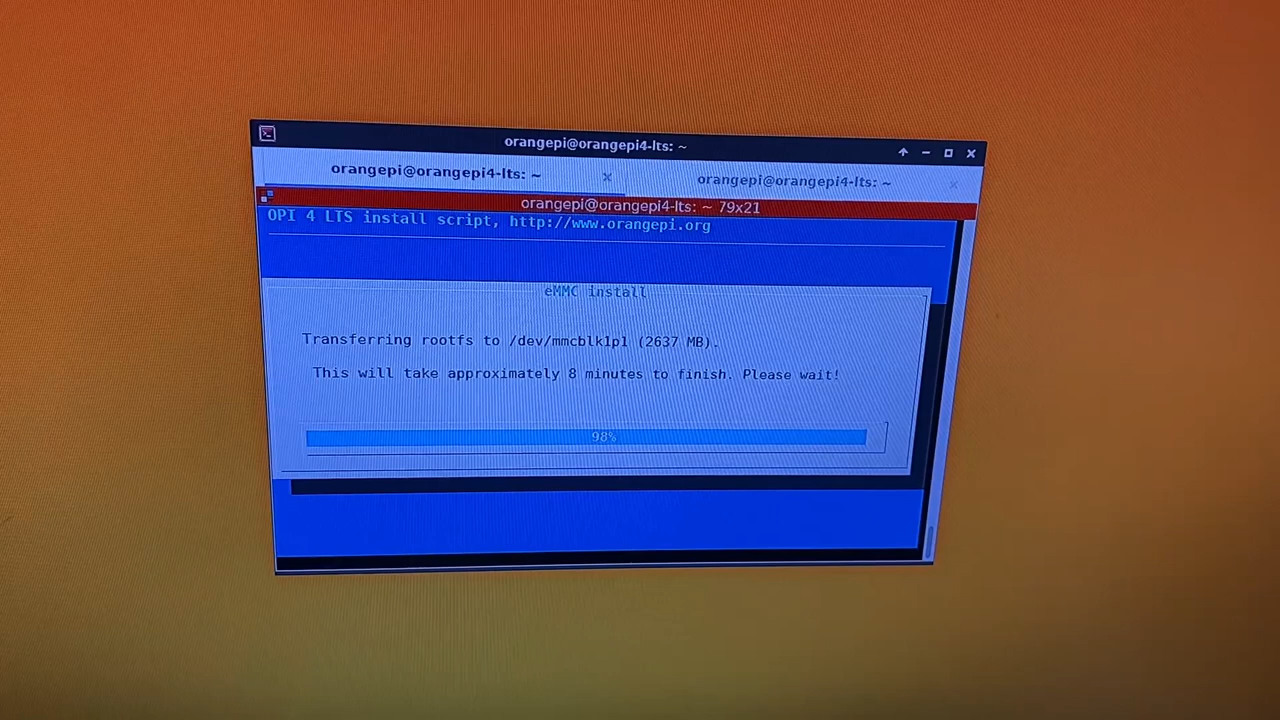 orangepi@orangepi4-lts: ~
orangepi@orangepi4-lts: ~
orangepi@orangepi4-lts: ~
orangepi@orangepi4-lts: ~ 79x21
OPI 4 LTS install script, http://www.orangepi.org
eMMC install
Transferring rootfs to /dev/mmcblk1p1 (2637 MB).
This will take approximately 8 minutes to finish. Please wait!
98%